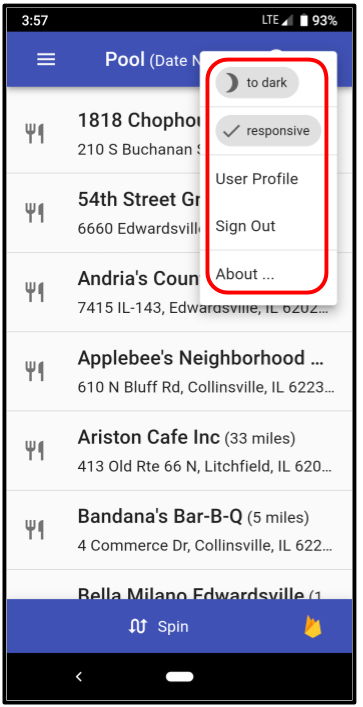 3:57 LTE 93%
Pool (Date N
to dark
responsive
User Profile
Sign Out
About ...
1818 Chophou
210 S Buchanan
54th Street Gr
6660 Edwardsville
Andria's Coun
7415 IL-143, Edwardsville, IL 6202...
Applebee's Neighborhood ...
610 N Bluff Rd, Collinsville, IL 6223...
Ariston Cafe Inc (33 miles)
413 Old Rte 66 N, Litchfield, IL 620...
Bandana's Bar-B-Q (5 miles)
4 Commerce Dr, Collinsville, IL 622...
Bella Milano Edwardsville (1
Spin